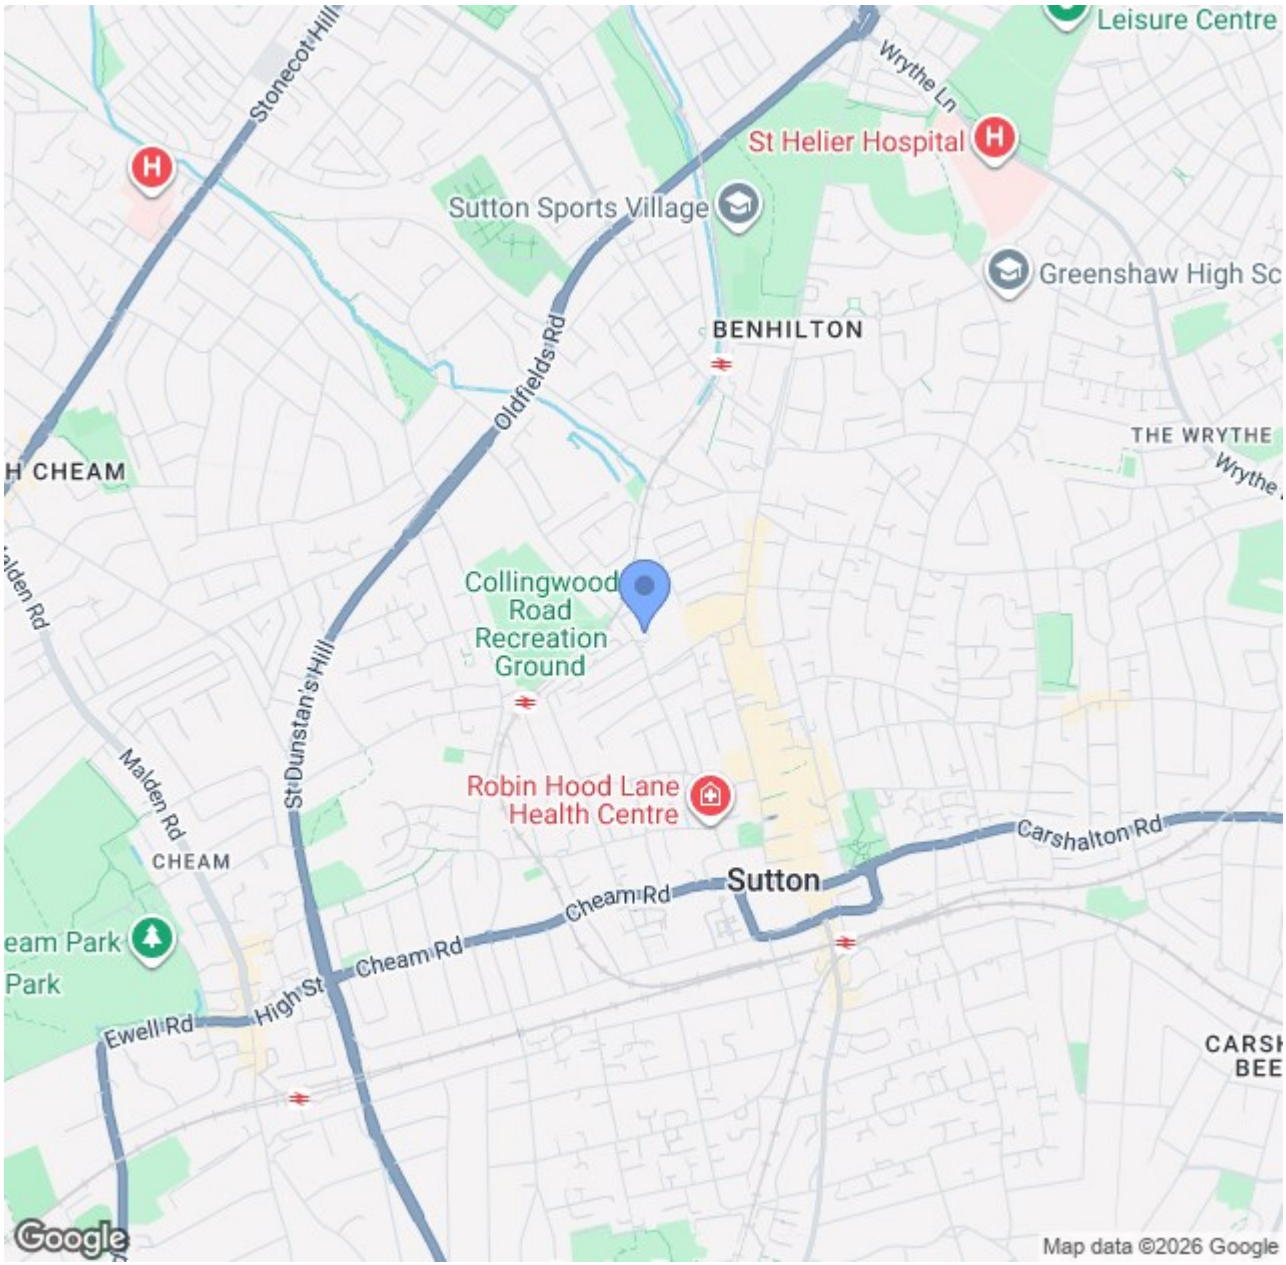 Leisure Centre
Stonecot Hill
Wrythe Ln
H
St Helier Hospital
H
Sutton Sports Village
Greenshaw High Sc
BENHILTON
Oldfields Rd
THE WRYTHE
Wrythe
H CHEAM
Malden Rd
Collingwood
Road
Recreation
Ground
St Dunstan's Hill
Malden Rd
Robin Hood Lane
Health Centre
Carshalton Rd
CHEAM
Sutton
Cheam Rd
eam Park
Park
Cheam Rd
High St
Ewell Rd
CARSH
BEE
Google
Map data ©2026 Google